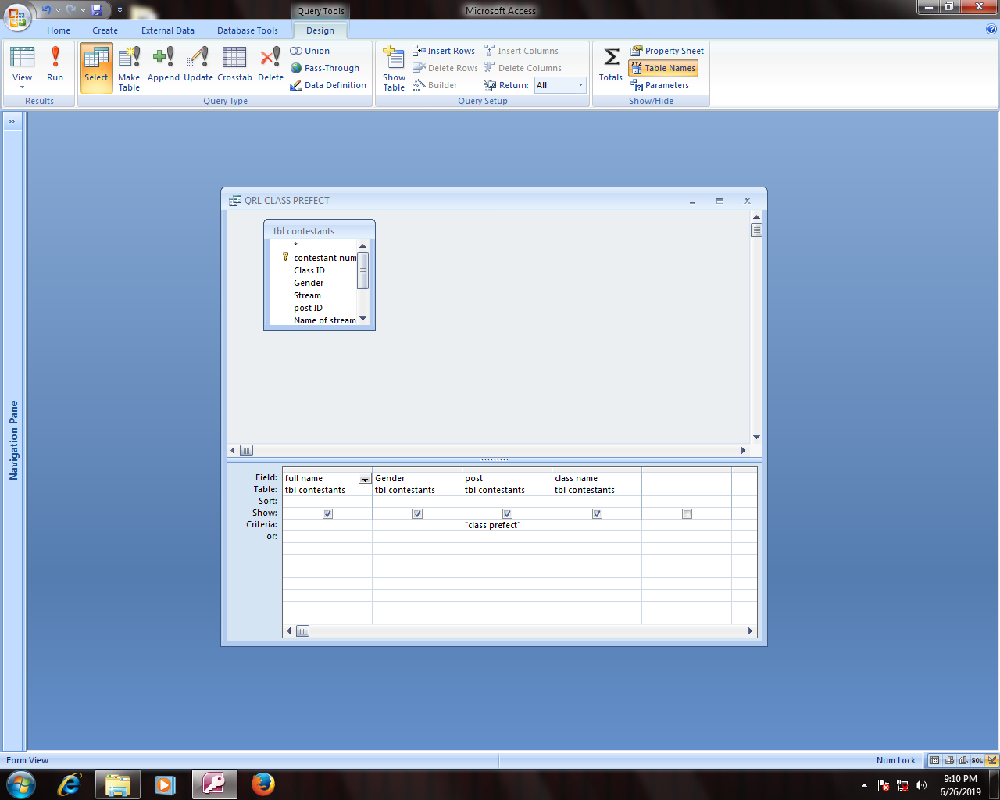 Query Tools
Microsoft Access
Home Create External Data Database Tools Design
View
Run
Results
Select
Make Table
Append
Update
Crosstab
Delete
Union
Pass-Through
Data Definition
Query Type
Show Table
Insert Rows
Delete Rows
Builder
Insert Columns
Delete Columns
Return: All
Query Setup
Totals
Property Sheet
Table Names
Parameters
Show/Hide
»
Navigation Pane
QRL CLASS PREFECT
tbl contestants
*
contestant num
Class ID
Gender
Stream
post ID
Name of stream
Field: full name Gender post class name
Table: tbl contestants tbl contestants tbl contestants tbl contestants
Sort:
Show:
Criteria: "class prefect"
or:
Form View
Num Lock
SQL
9:10 PM
6/26/2019